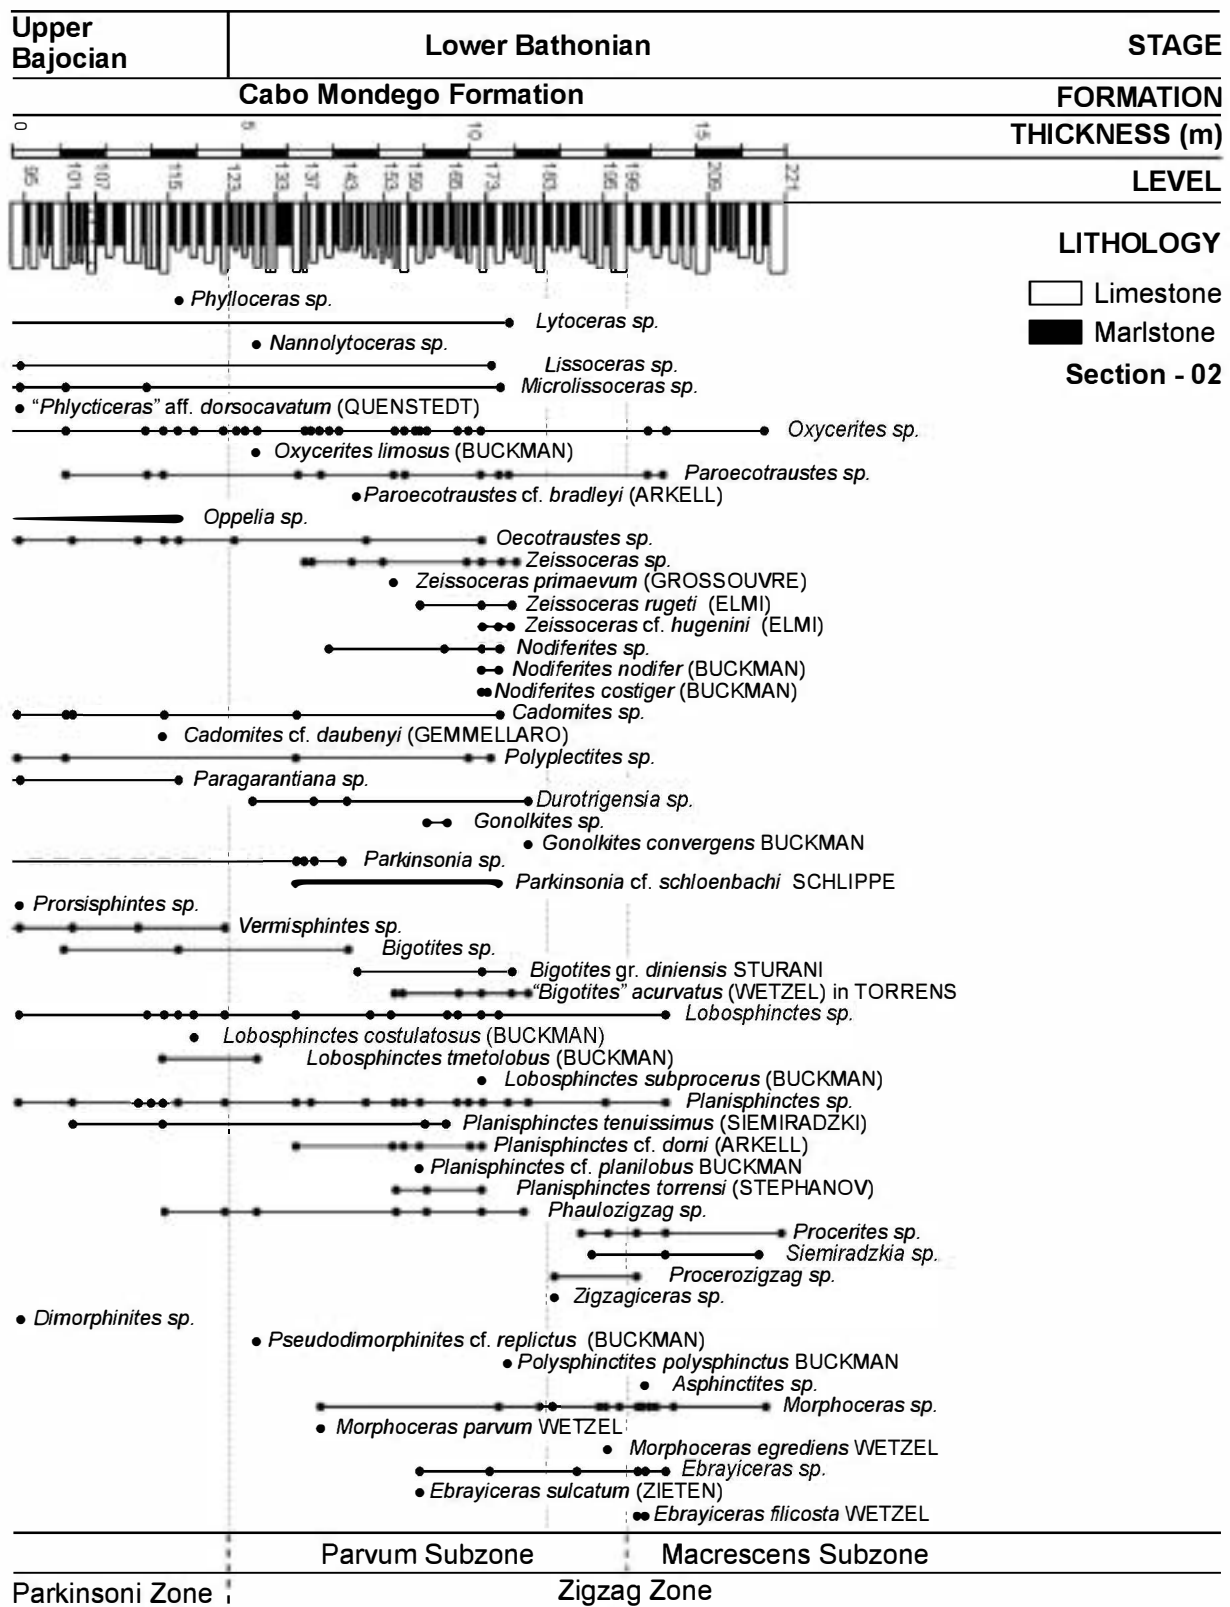 Upper
Bajocian
Lower Bathonian
STAGE
Cabo Mondego Formation
FORMATION
0 5 10 15
THICKNESS (m)
95 101 107 115 123 133 137 143 153 159 165 173 183 195 199 209 221
LEVEL
LITHOLOGY
Limestone
Marlstone
Section - 02
Phylloceras sp.
Lytoceras sp.
Nannolytoceras sp.
Lissoceras sp.
Microlissoceras sp.
“Phlycticeras” aff. dorsocavatum (QUENSTEDT)
Oxycerites sp.
Oxycerites limosus (BUCKMAN)
Paroecotraustes sp.
Paroecotraustes cf. bradleyi (ARKELL)
Oppelia sp.
Oecotraustes sp.
Zeissoceras sp.
Zeissoceras primaevum (GROSSOUVRE)
Zeissoceras rugeti (ELMI)
Zeissoceras cf. hugenini (ELMI)
Nodiferites sp.
Nodiferites nodifer (BUCKMAN)
Nodiferites costiger (BUCKMAN)
Cadomites sp.
Cadomites cf. daubenyi (GEMMELLARO)
Polyplectites sp.
Paragarantiana sp.
Durotrigensia sp.
Gonolkites sp.
Gonolkites convergens BUCKMAN
Parkinsonia sp.
Parkinsonia cf. schloenbachi SCHLIPPE
Prorsisphintes sp.
Vermisphintes sp.
Bigotites sp.
Bigotites gr. diniensis STURANI
“Bigotites” acurvatus (WETZEL) in TORRENS
Lobosphinctes sp.
Lobosphinctes costulatosus (BUCKMAN)
Lobosphinctes tmetolobus (BUCKMAN)
Lobosphinctes subprocerus (BUCKMAN)
Planisphinctes sp.
Planisphinctes tenuissimus (SIEMIRADZKI)
Planisphinctes cf. dorni (ARKELL)
Planisphinctes cf. planilobus BUCKMAN
Planisphinctes torrensi (STEPHANOV)
Phaulozigzag sp.
Procerites sp.
Siemiradzkia sp.
Procerozigzag sp.
Zigzagiceras sp.
Dimorphinites sp.
Pseudodimorphinites cf. replictus (BUCKMAN)
Polysphinctites polysphinctus BUCKMAN
Asphinctites sp.
Morphoceras sp.
Morphoceras parvum WETZEL
Morphoceras egrediens WETZEL
Ebrayiceras sp.
Ebrayiceras sulcatum (ZIETEN)
Ebrayiceras filicosta WETZEL
Parvum Subzone
Macrescens Subzone
Parkinsoni Zone
Zigzag Zone